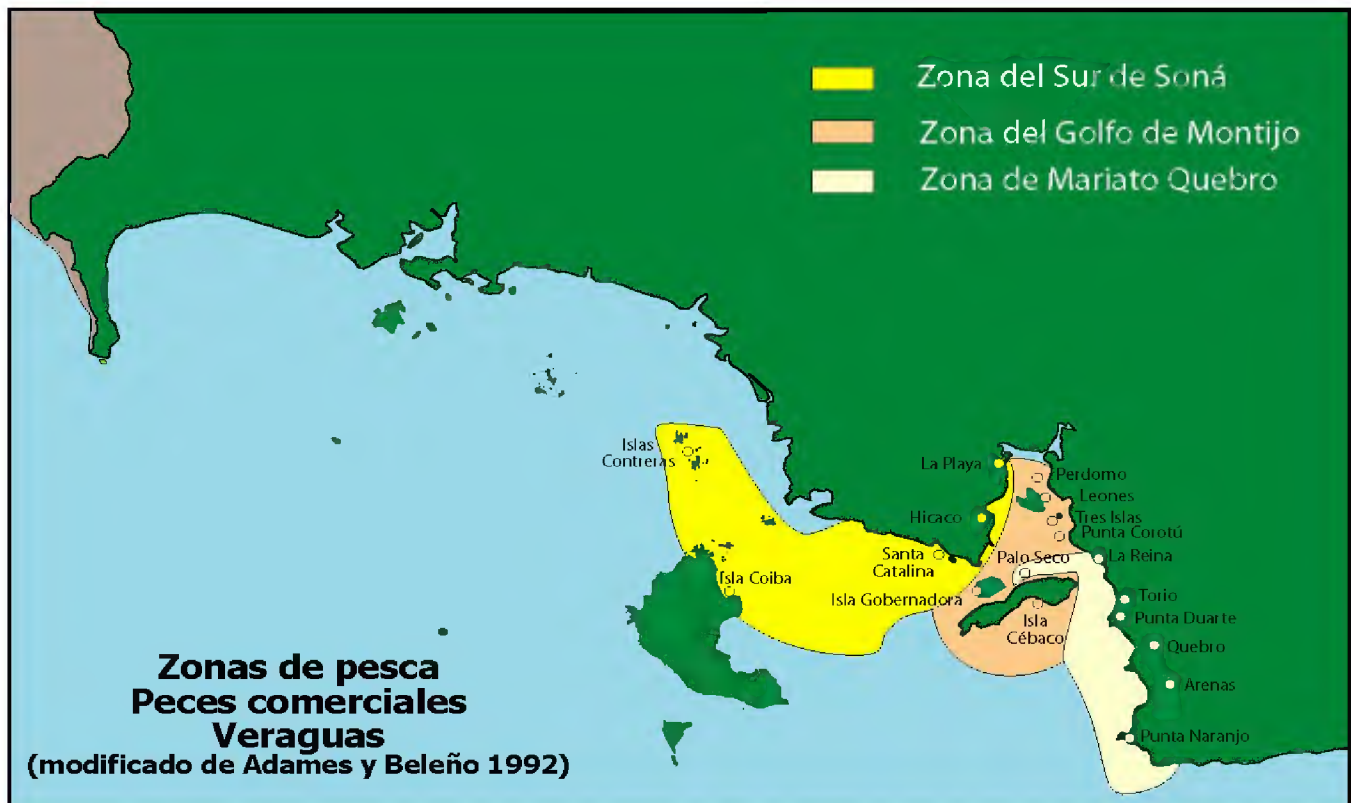 Zona del Sur de Soná
Zona del Golfo de Montijo
Zona de Mariato Quebro
Islas
Contreras
La Playa
Perdomo
Leones
Hicaco
Tres Islas
Punta Corotú
Santa
Catalina
Palo Seco
La Reina
Isla Coiba
Isla Gobernadora
Torio
Isla
Cébaco
Punta Duarte
Quebro
Arenas
Punta Naranjo
Zonas de pesca
Peces comerciales
Veraguas
(modificado de Adames y Beleño 1992)